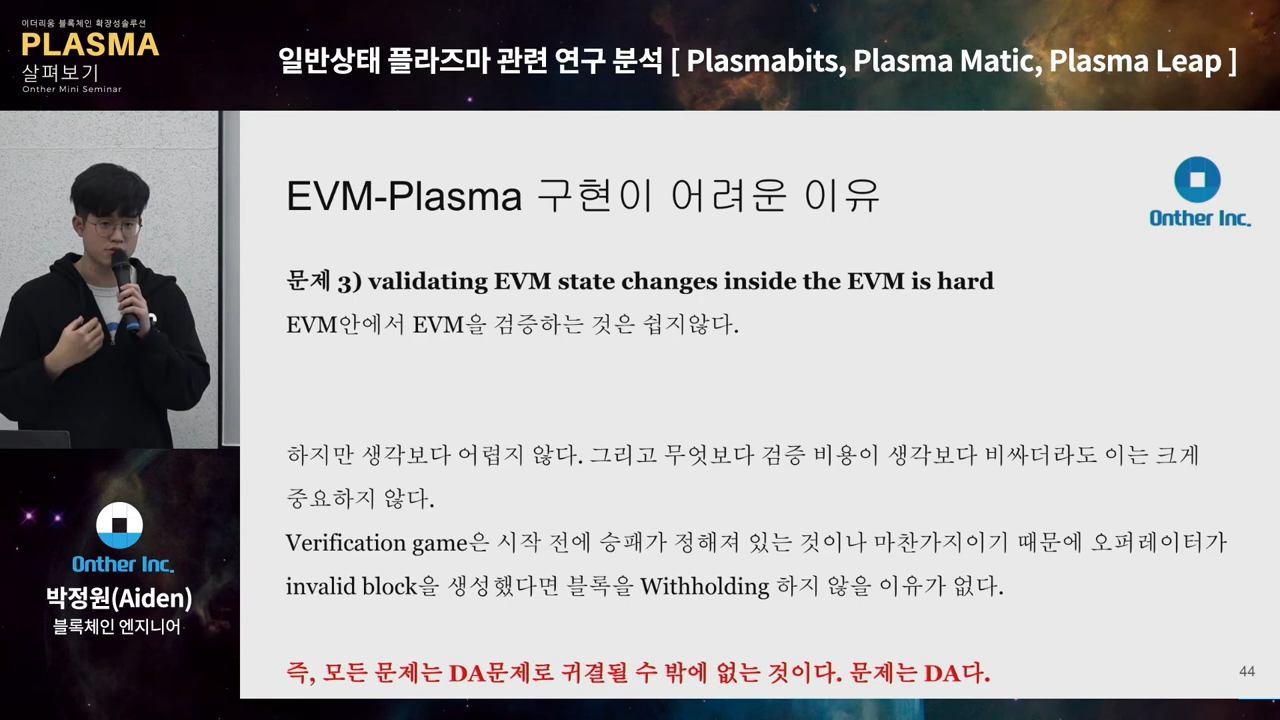 이더리움 블록체인 확장성솔루션
PLASMA
살펴보기
Onther Mini Seminar
일반상태 플라즈마 관련 연구 분석 [ Plasmabits, Plasma Matic, Plasma Leap ]
EVM-Plasma 구현이 어려운 이유
Onther Inc.
문제 3) validating EVM state changes inside the EVM is hard
EVM안에서 EVM을 검증하는 것은 쉽지않다.
하지만 생각보다 어렵지 않다. 그리고 무엇보다 검증 비용이 생각보다 비싸더라도 이는 크게
중요하지 않다.
Verification game은 시작 전에 승패가 정해져 있는 것이나 마찬가지이기 때문에 오퍼레이터가
invalid block을 생성했다면 블록을 Withholding 하지 않을 이유가 없다.
즉, 모든 문제는 DA문제로 귀결될 수 밖에 없는 것이다. 문제는 DA다.
44
Onther Inc.
박정원(Aiden)
블록체인 엔지니어